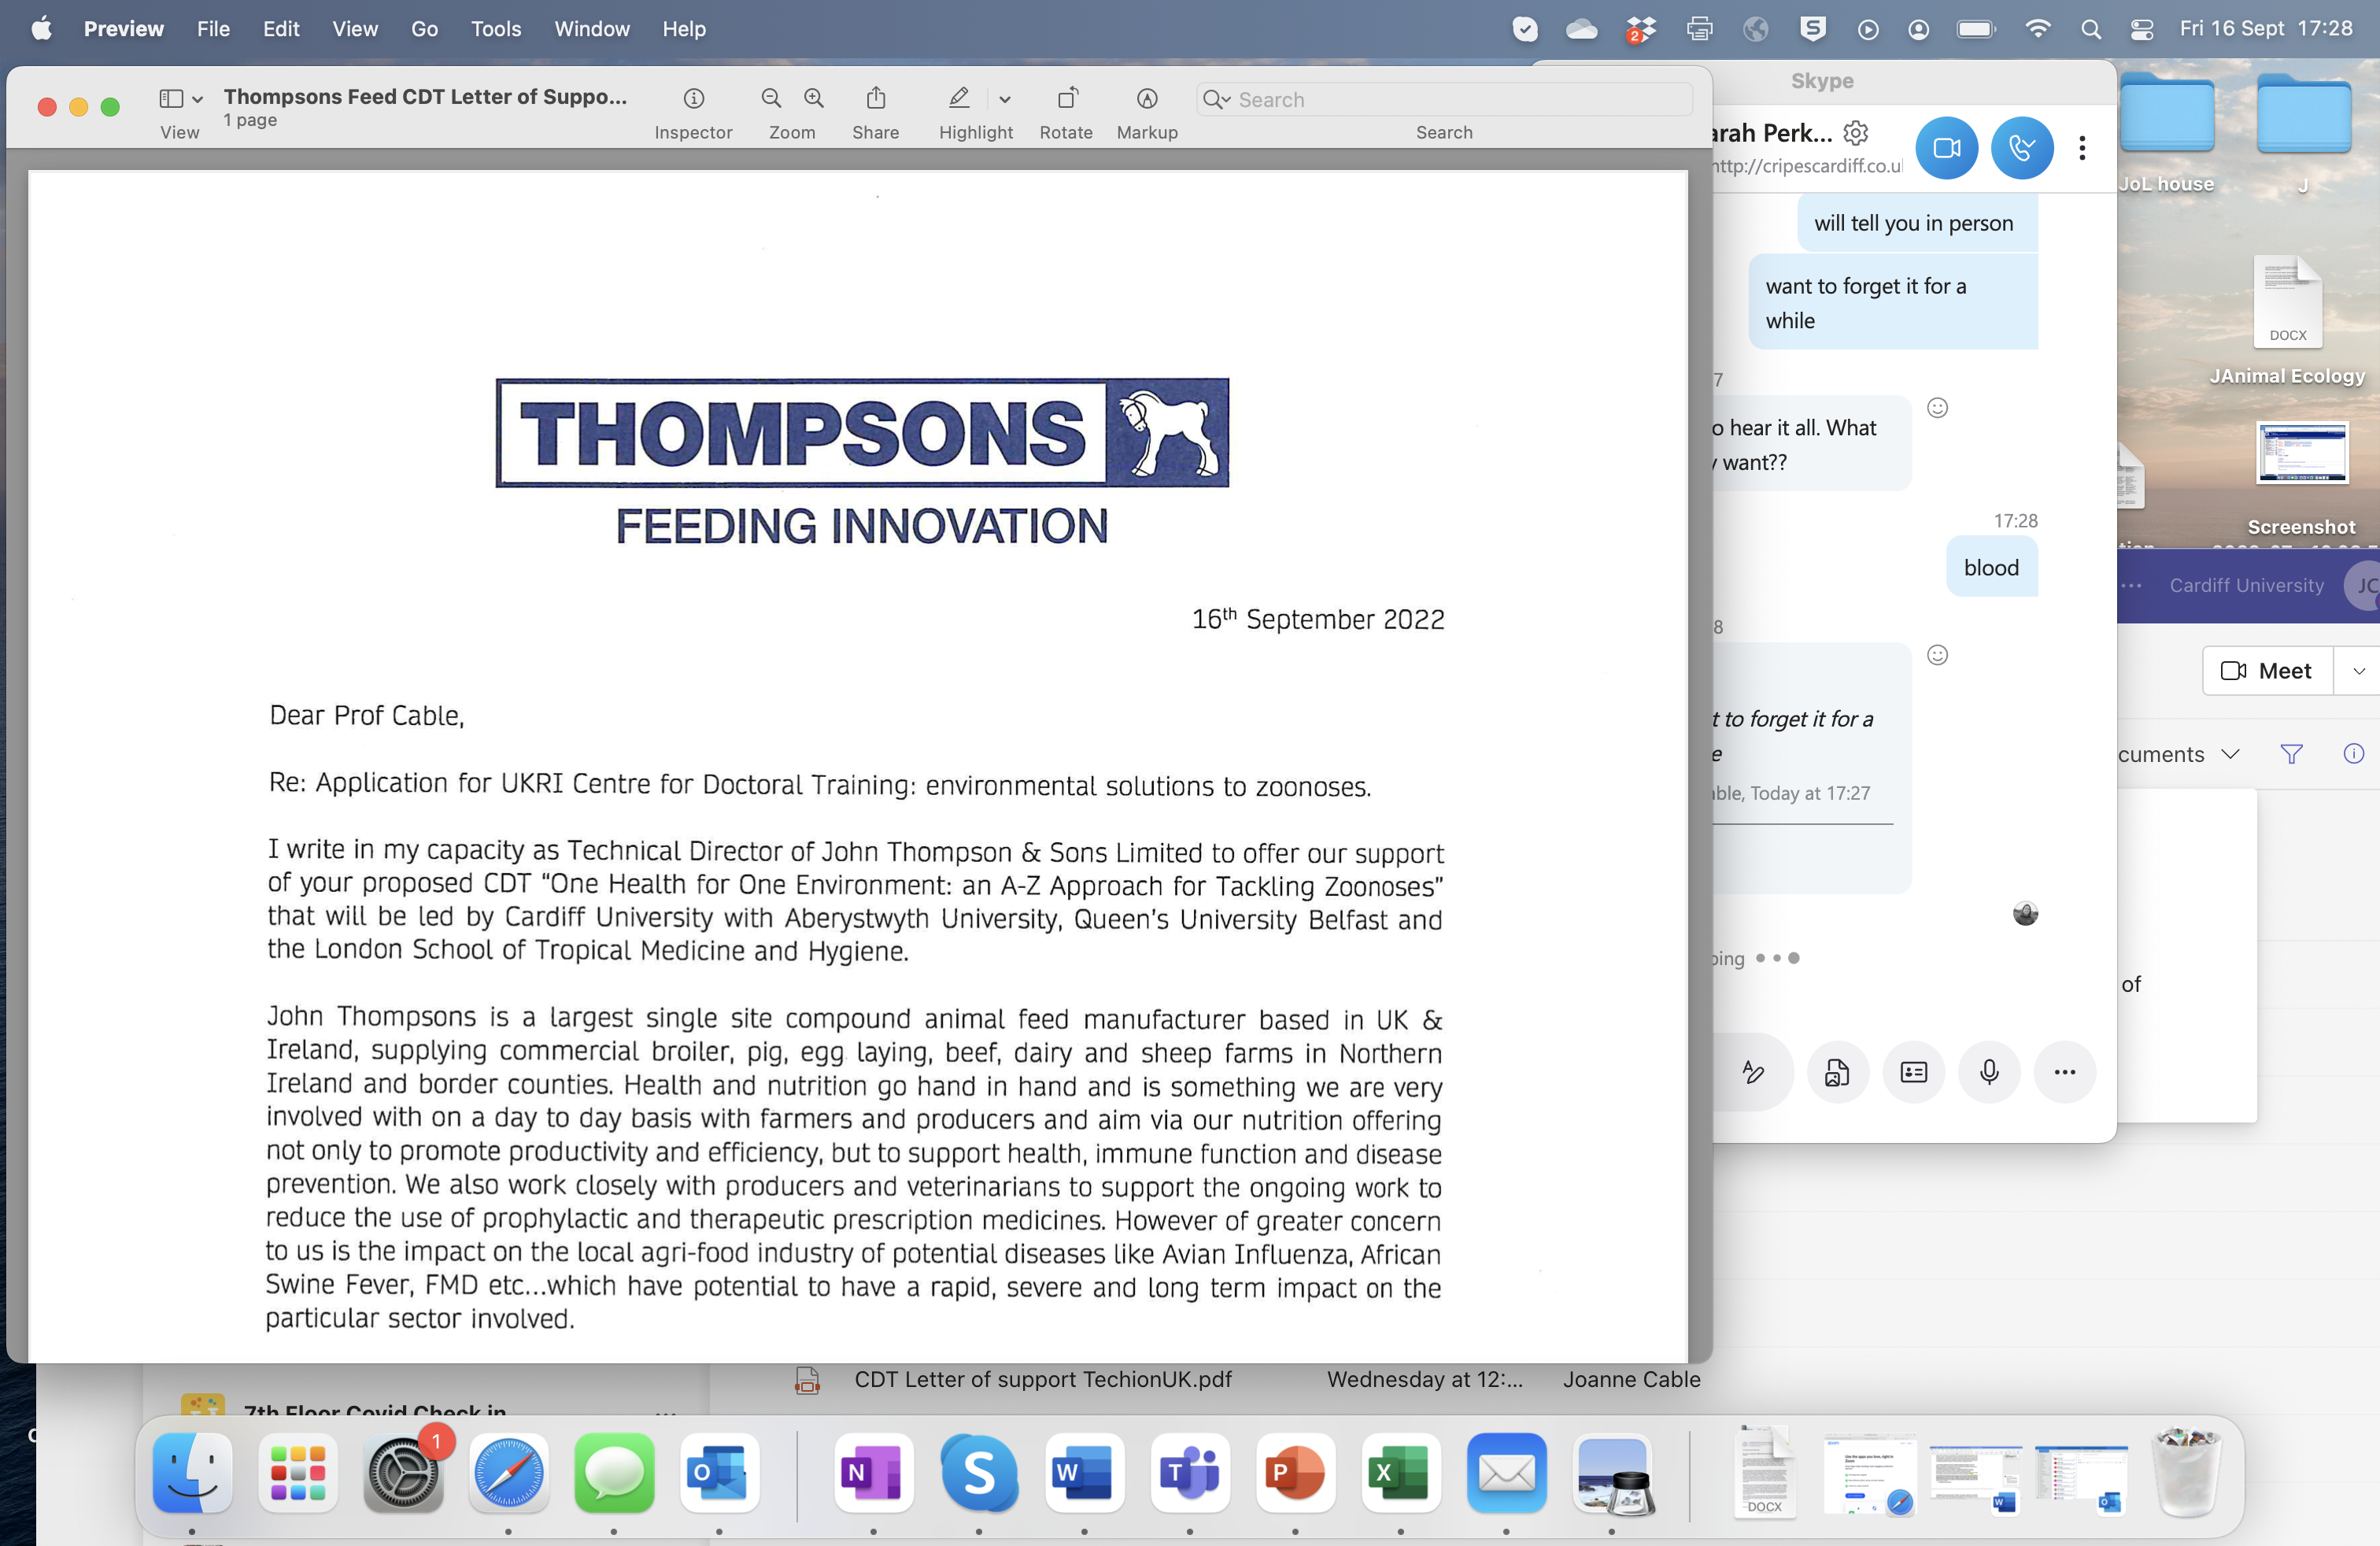 Preview File Edit View Go Tools Window Help
2
Fri 16 Sept 17:28
Thompsons Feed CDT Letter of Suppo...
1 page
View
Inspector
Zoom
Share
Highlight
Rotate
Markup
Search
Search
THOMPSONS
FEEDING INNOVATION
16th September 2022
Dear Prof Cable,
Re: Application for UKRI Centre for Doctoral Training: environmental solutions to zoonoses.
I write in my capacity as Technical Director of John Thompson & Sons Limited to offer our support
of your proposed CDT “One Health for One Environment: an A-Z Approach for Tackling Zoonoses”
that will be led by Cardiff University with Aberystwyth University, Queen’s University Belfast and
the London School of Tropical Medicine and Hygiene.
John Thompsons is a largest single site compound animal feed manufacturer based in UK &
Ireland, supplying commercial broiler, pig, egg laying, beef, dairy and sheep farms in Northern
Ireland and border counties. Health and nutrition go hand in hand and is something we are very
involved with on a day to day basis with farmers and producers and aim via our nutrition offering
not only to promote productivity and efficiency, but to support health, immune function and disease
prevention. We also work closely with producers and veterinarians to support the ongoing work to
reduce the use of prophylactic and therapeutic prescription medicines. However of greater concern
to us is the impact on the local agri-food industry of potential diseases like Avian Influenza, African
Swine Fever, FMD etc...which have potential to have a rapid, severe and long term impact on the
particular sector involved.
Skype
arah Perk...
http://cripescardiff.co.u
will tell you in person
want to forget it for a
while
7
o hear it all. What
want??
17:28
blood
8
t to forget it for a
e
able, Today at 17:27
ping
JoL house
J
DOCX
JAnimal Ecology
Screenshot
... Cardiff University JC
Meet
cuments
of
CDT Letter of support TechionUK.pdf Wednesday at 12:... Joanne Cable
7th Floor Covid Check in
1
O
N
S
W
T
P
X
DOCX